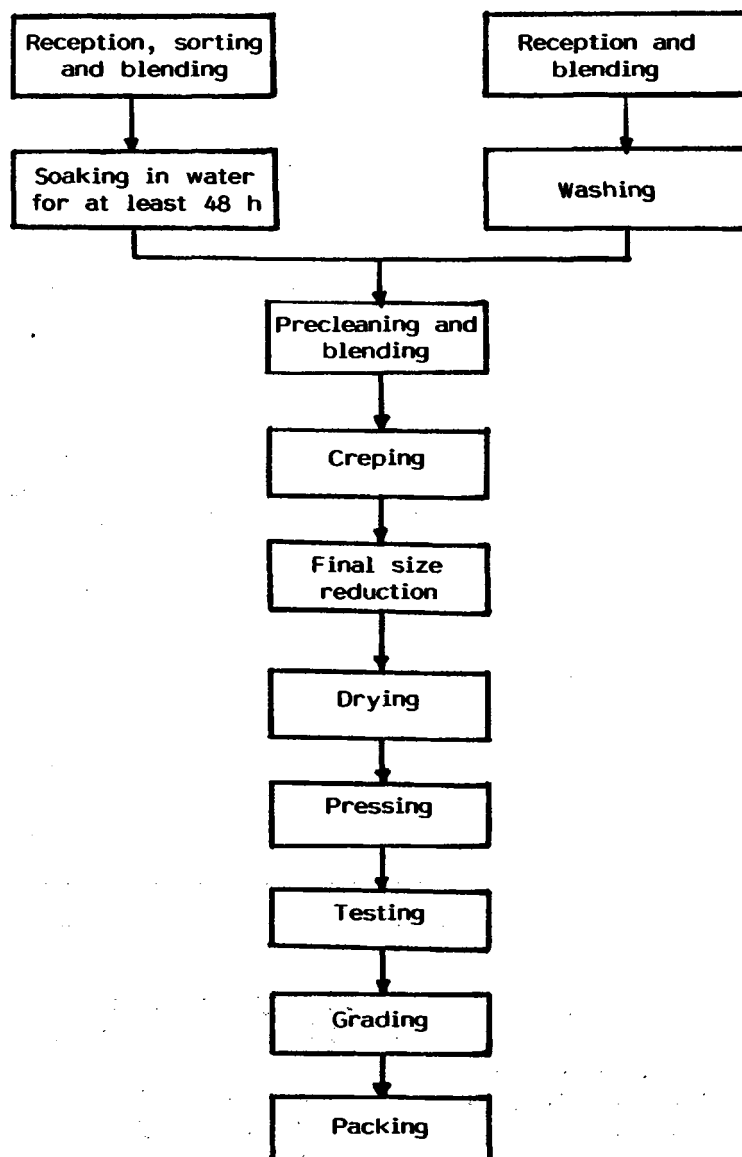 Reception, sorting
and blending
Reception and
blending
Soaking in water
for at least 48 h
Washing
Precleaning and
blending
Creping
Final size
reduction
Drying
Pressing
Testing
Grading
Packing